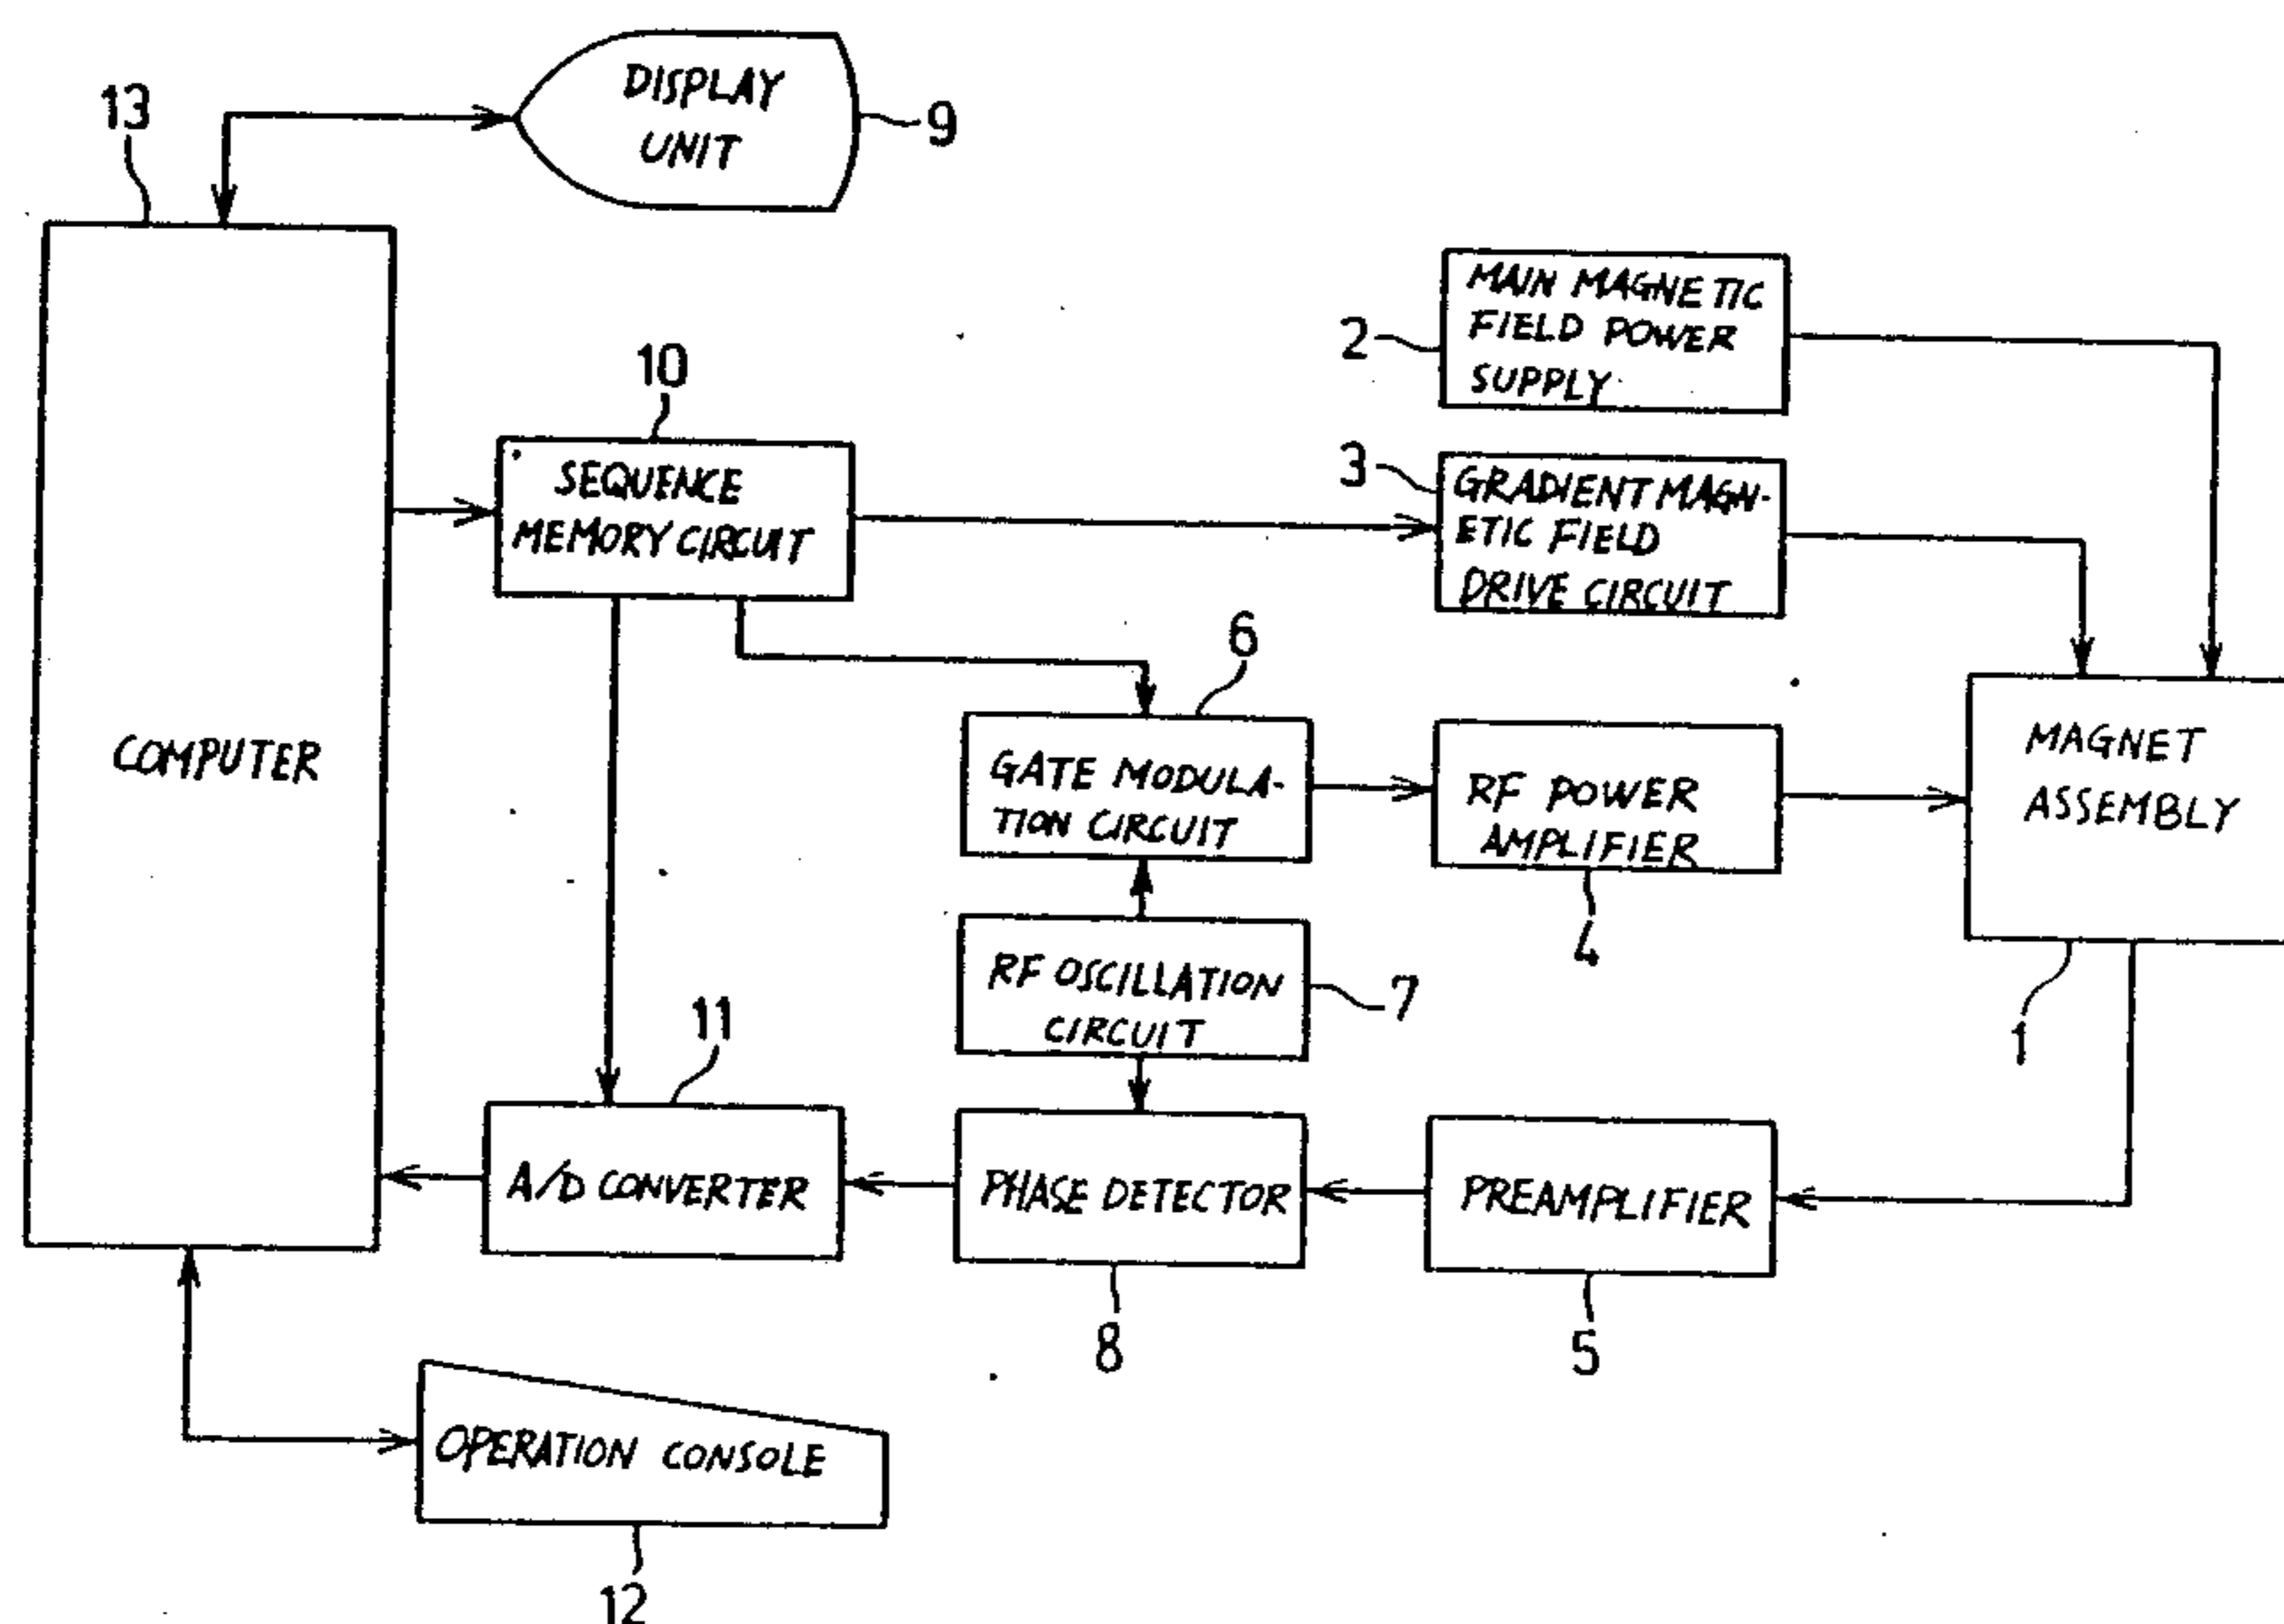 13
DISPLAY
UNIT
9
MAIN MAGNETIC
FIELD POWER
SUPPLY
2
10
SEQUENCE
MEMORY CIRCUIT
3
GRADIENT MAGN-
ETIC FIELD
DRIVE CIRCUIT
6
COMPUTER
GATE MODULA-
TION CIRCUIT
RF POWER
AMPLIFIER
4
MAGNET
ASSEMBLY
1
RF OSCILLATION
CIRCUIT
7
11
A/D CONVERTER
PHASE DETECTOR
8
PREAMPLIFIER
5
OPERATION CONSOLE
12